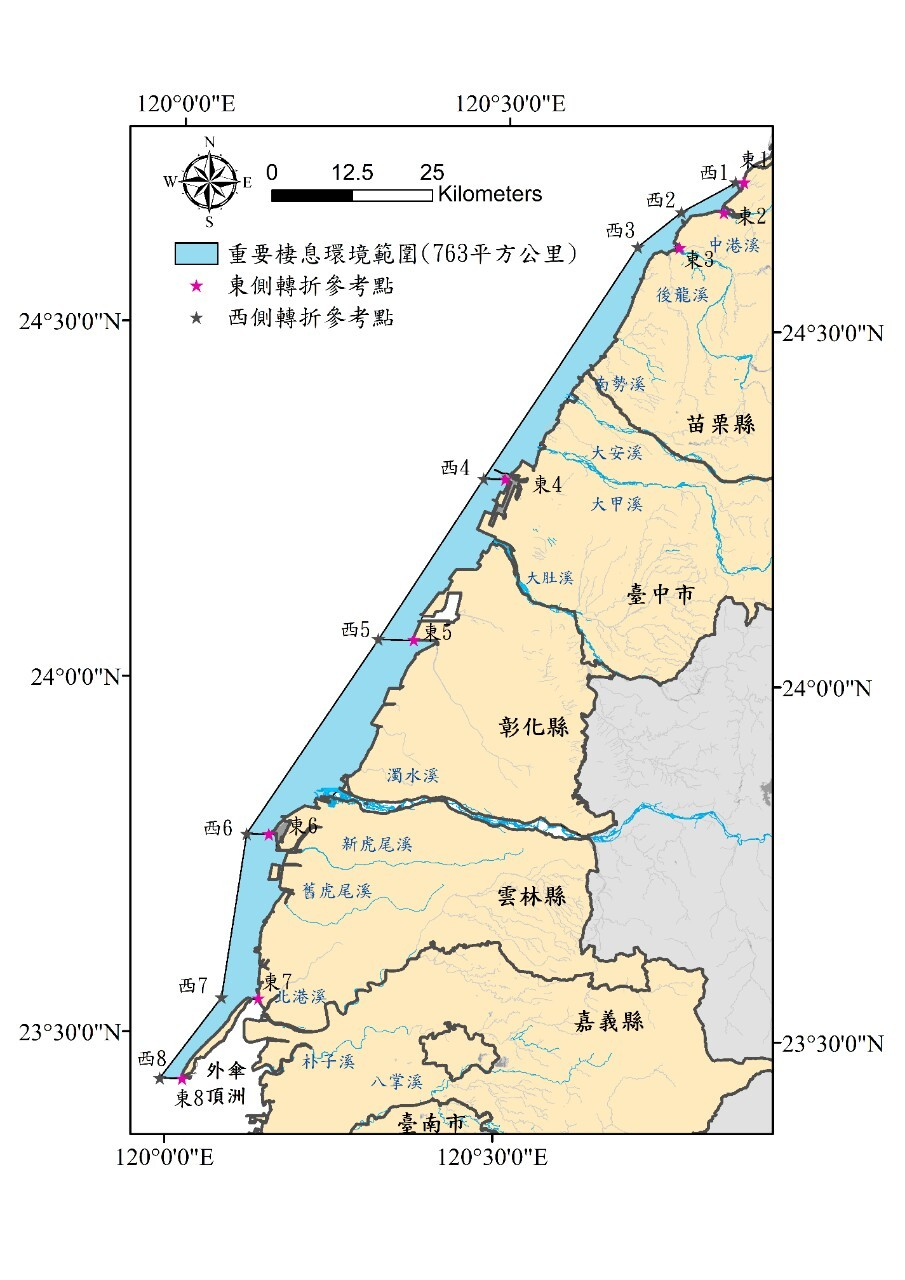 120°0'0"E
120°30'0"E
N
W
E
S
0
12.5
25
Kilometers
重要棲息環境範圍(763平方公里)
東側轉折參考點
西側轉折參考點
東1
西1
西2
東2
西3
中港溪
東3
後龍溪
24°30'0"N
24°30'0"N
南勢溪
苗栗縣
大安溪
西4
東4
大甲溪
大肚溪
臺中市
西5
東5
24°0'0"N
24°0'0"N
彰化縣
濁水溪
西6
東6
新虎尾溪
舊虎尾溪
雲林縣
西7
東7
北港溪
嘉義縣
23°30'0"N
23°30'0"N
西8
朴子溪
外傘
頂洲
東8
八掌溪
臺南市
120°0'0"E
120°30'0"E